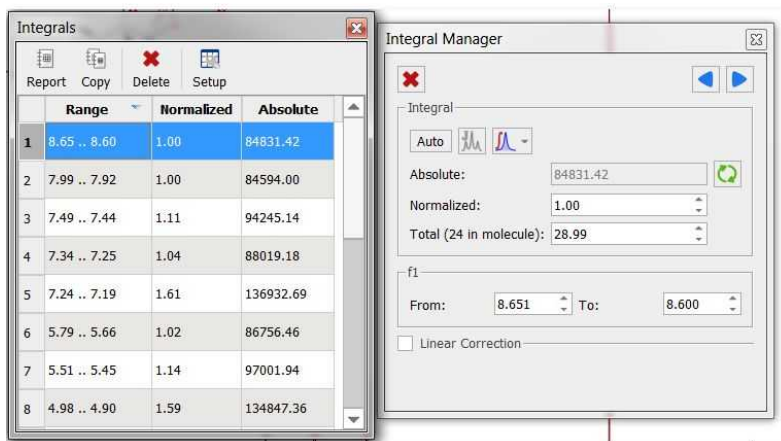 Integrals
Report Copy Delete Setup
Range Normalized Absolute
1 8.65 .. 8.60 1.00 84831.42
2 7.99 .. 7.92 1.00 84594.00
3 7.49 .. 7.44 1.11 94245.14
4 7.34 .. 7.25 1.04 88019.18
5 7.24 .. 7.19 1.61 136932.69
6 5.79 .. 5.66 1.02 86756.46
7 5.51 .. 5.45 1.14 97001.94
8 4.98 .. 4.90 1.59 134847.36
Integral Manager
Integral
Auto
Absolute: 84831.42
Normalized: 1.00
Total (24 in molecule): 28.99
f1
From: 8.651 To: 8.600
Linear Correction